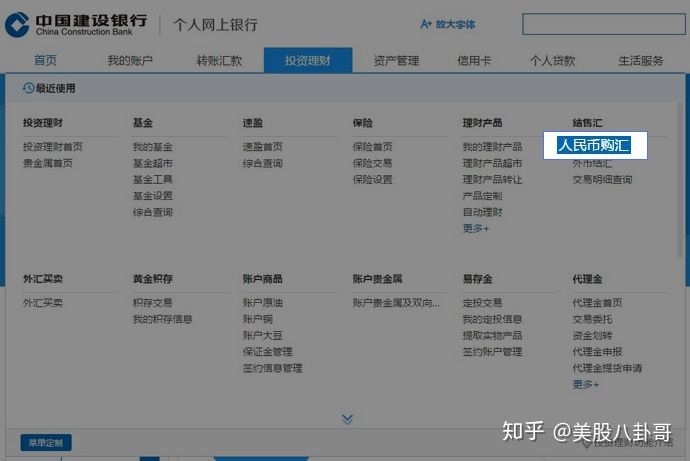 中国建设银行
China Construction Bank
个人网上银行
A+ 放大字体
首页 我的账户 转账汇款 投资理财 资产管理 信用卡 个人贷款 生活服务
最近使用
投资理财 基金 速盈 保险 理财产品 结售汇
投资理财首页 我的基金 速盈首页 保险首页 我的理财产品 人民币购汇
贵金属首页 基金超市 综合查询 保险交易 理财产品超市 外币结汇
基金工具 保险设置 理财产品转让 交易明细查询
基金设置 产品定制
综合查询 自动理财
更多+
外汇买卖 黄金积存 账户商品 账户贵金属 易存金 代理金
外汇买卖 积存交易 账户原油 账户贵金属及双向... 定投交易 代理金首页
我的积存信息 账户铜 我的定投信息 交易委托
账户大豆 提取实物产品 资金划转
保证金管理 签约账户管理 代理金申报
签约信息管理 代理金提货申请
更多+
菜单定制
投资理财功能介绍
知乎 @美股八卦哥